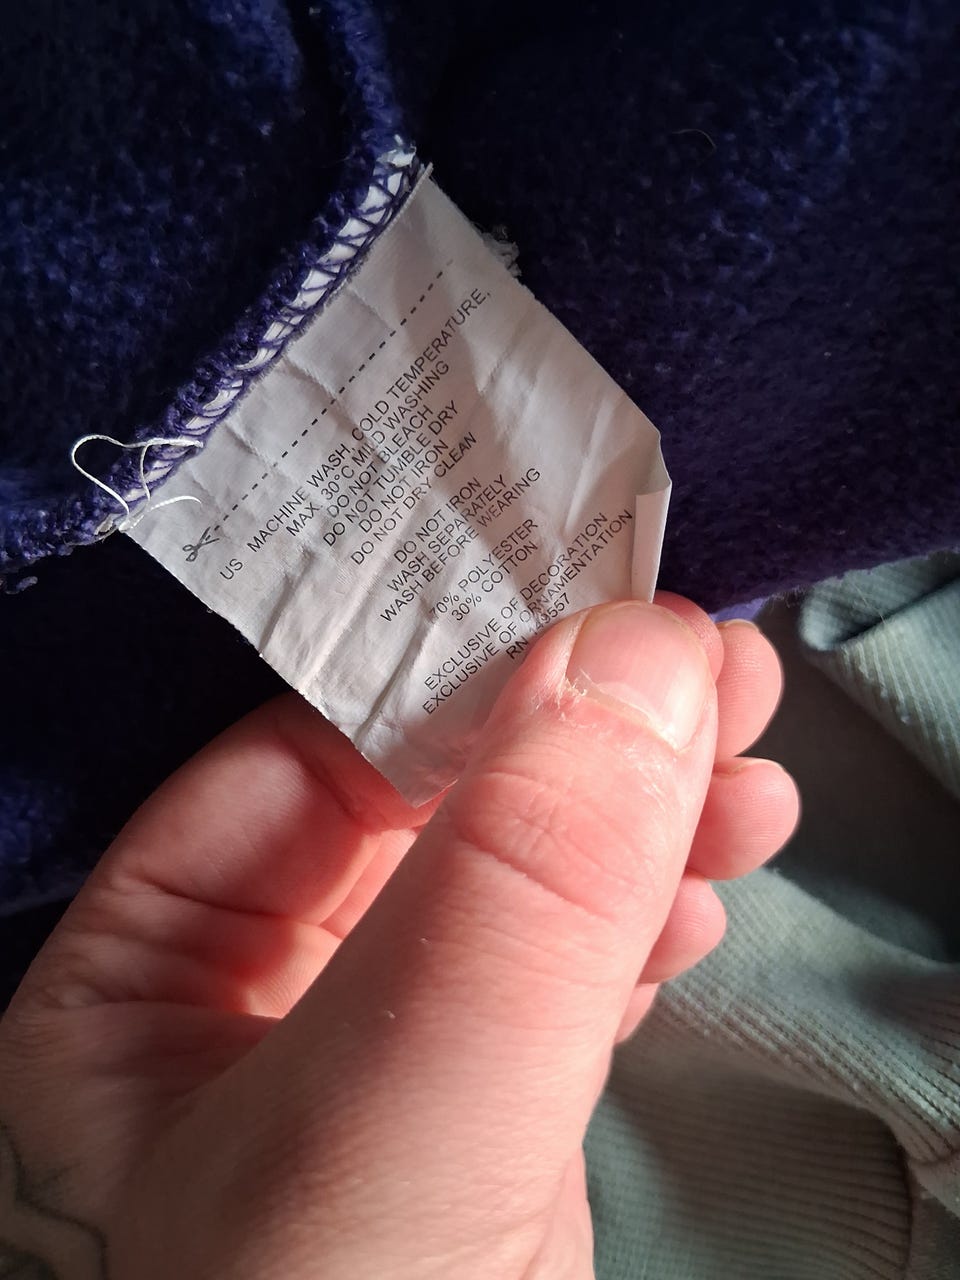 US MACHINE WASH, COLD TEMPERATURE,
MAX. 30°C MILD WASHING
DO NOT BLEACH
DO NOT TUMBLE DRY
DO NOT IRON
DO NOT DRY CLEAN
DO NOT IRON
WASH SEPARATELY
WASH BEFORE WEARING
70% POLYESTER
30% COTTON
EXCLUSIVE OF DECORATION
EXCLUSIVE OF ORNAMENTATION
RN